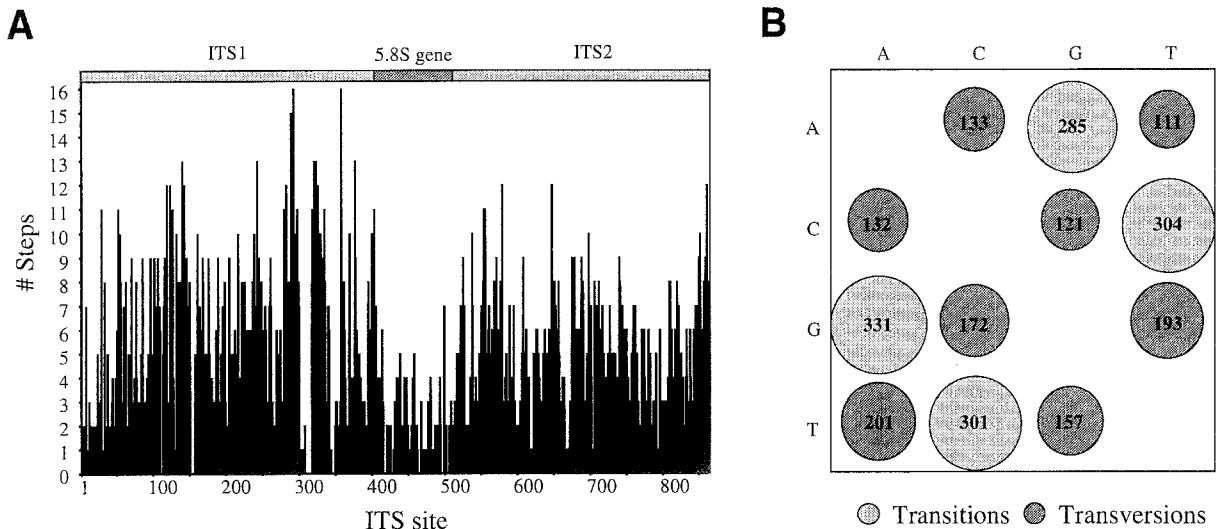 A
ITS1 5.8S gene ITS2
16
15
14
13
12
11
10
9
8
7
6
5
4
3
2
1
0
# Steps
1 100 200 300 400 500 600 700 800
ITS site
B
A C G T
A 133 285 111
C 132 121 304
G 331 172 193
T 201 301 157
Transitions Transversions